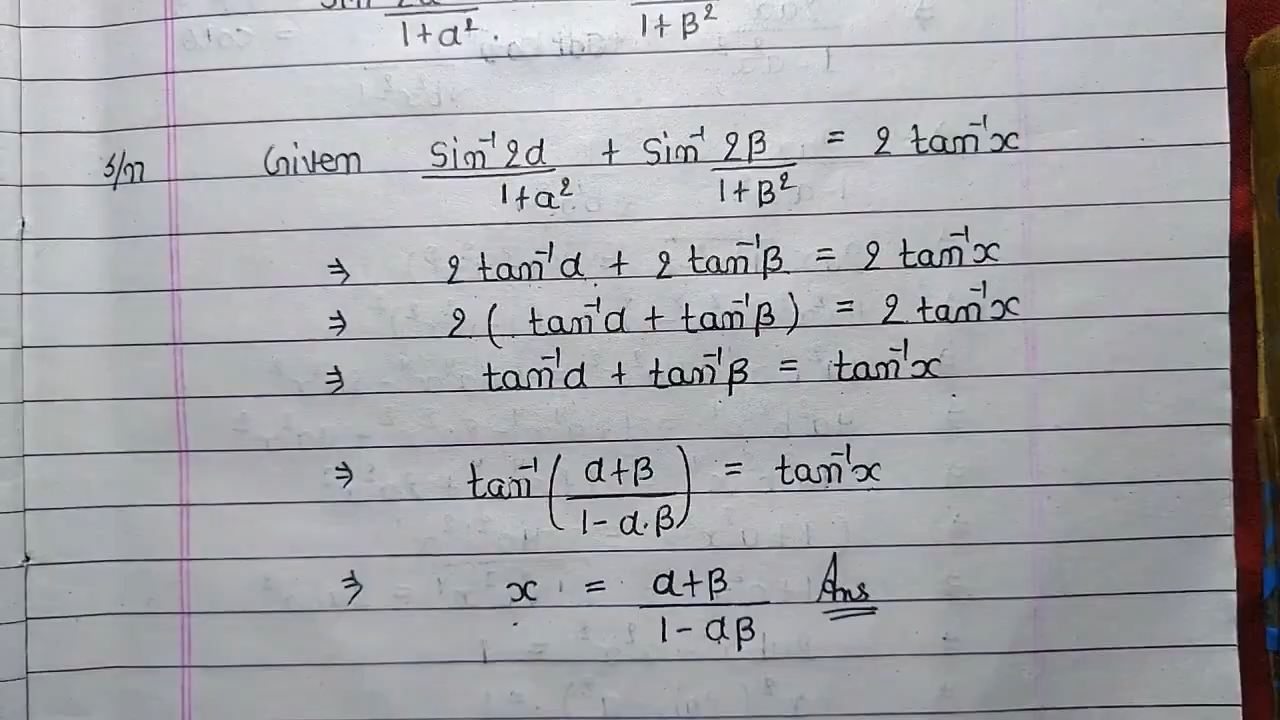 1+α². 1+β²
S/n Given Sin⁻¹ 2α/1+α² + Sin⁻¹ 2β/1+β² = 2 tan⁻¹x
⇒ 2 tan⁻¹α + 2 tan⁻¹β = 2 tan⁻¹x
⇒ 2 ( tan⁻¹α + tan⁻¹β ) = 2 tan⁻¹x
⇒ tan⁻¹α + tan⁻¹β = tan⁻¹x
⇒ tan⁻¹ (α+β/1-α.β) = tan⁻¹x
⇒ x = α+β/1-αβ Ans